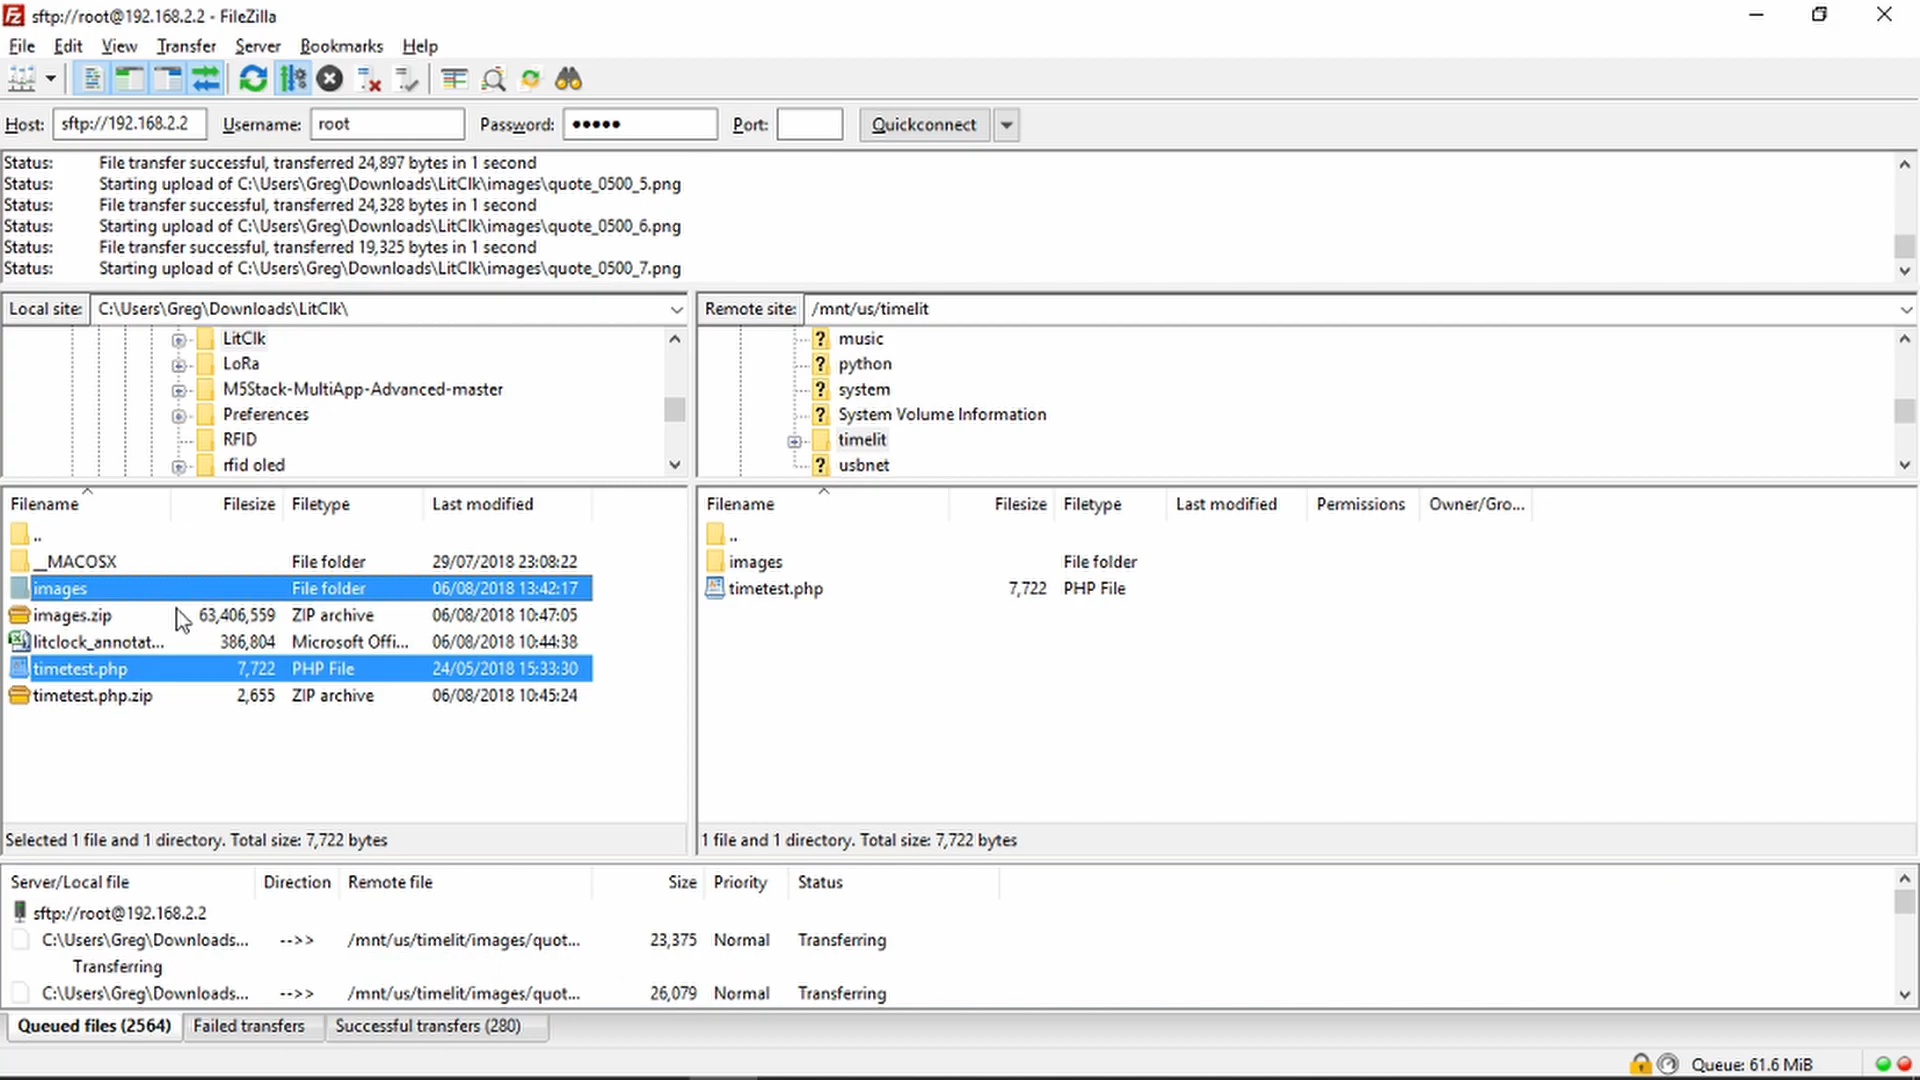 sftp://root@192.168.2.2 - FileZilla
File Edit View Transfer Server Bookmarks Help
Host: sftp://192.168.2.2 Username: root Password: ●●●●● Port: Quickconnect
Status: File transfer successful, transferred 24,897 bytes in 1 second
Status: Starting upload of C:\Users\Greg\Downloads\LitClk\images\quote_0500_5.png
Status: File transfer successful, transferred 24,328 bytes in 1 second
Status: Starting upload of C:\Users\Greg\Downloads\LitClk\images\quote_0500_6.png
Status: File transfer successful, transferred 19,325 bytes in 1 second
Status: Starting upload of C:\Users\Greg\Downloads\LitClk\images\quote_0500_7.png
Local site: C:\Users\Greg\Downloads\LitClk\
LitClk
LoRa
M5Stack-MultiApp-Advanced-master
Preferences
RFID
rfid oled
Remote site: /mnt/us/timelit
music
python
system
System Volume Information
timelit
usbnet
Filename Filesize Filetype Last modified
..
__MACOSX File folder 29/07/2018 23:08:22
images File folder 06/08/2018 13:42:17
images.zip 63,406,559 ZIP archive 06/08/2018 10:47:05
litclock_annotat... 386,804 Microsoft Offi... 06/08/2018 10:44:38
timetest.php 7,722 PHP File 24/05/2018 15:33:30
timetest.php.zip 2,655 ZIP archive 06/08/2018 10:45:24
Selected 1 file and 1 directory. Total size: 7,722 bytes
Filename Filesize Filetype Last modified Permissions Owner/Gro...
..
images File folder
timetest.php 7,722 PHP File
1 file and 1 directory. Total size: 7,722 bytes
Server/Local file Direction Remote file Size Priority Status
sftp://root@192.168.2.2
C:\Users\Greg\Downloads... -->> /mnt/us/timelit/images/quot... 23,375 Normal Transferring
Transferring
C:\Users\Greg\Downloads... -->> /mnt/us/timelit/images/quot... 26,079 Normal Transferring
Queued files (2564) Failed transfers Successful transfers (280)
Queue: 61.6 MiB